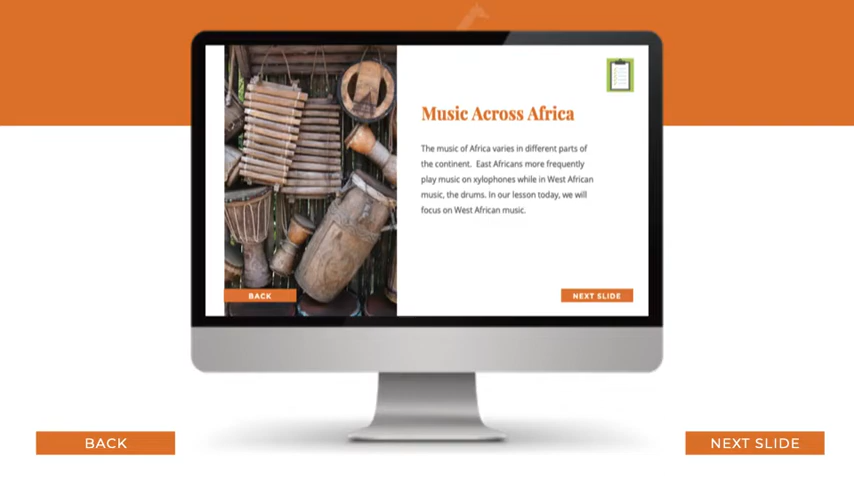 Music Across Africa
The music of Africa varies in different parts of
the continent. East Africans more frequently
play music on xylophones while in West African
music, the drums. In our lesson today, we will
focus on West African music.
BACK
NEXT SLIDE
BACK
NEXT SLIDE